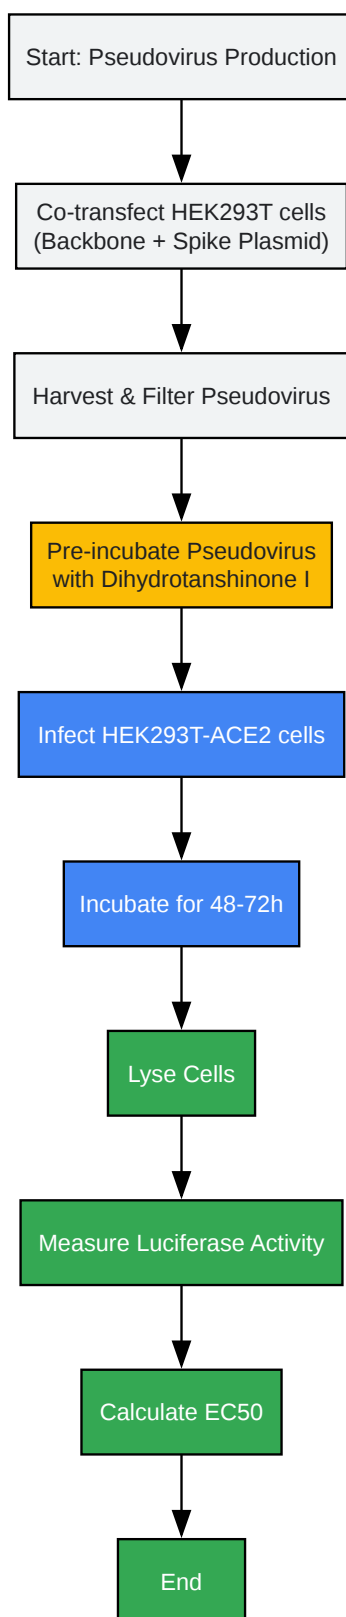 Start: Pseudovirus Production
Co-transfect HEK293T cells
(Backbone + Spike Plasmid)
Harvest & Filter Pseudovirus
Pre-incubate Pseudovirus
with Dihydrotanshinone I
Infect HEK293T-ACE2 cells
Incubate for 48-72h
Lyse Cells
Measure Luciferase Activity
Calculate EC50
End